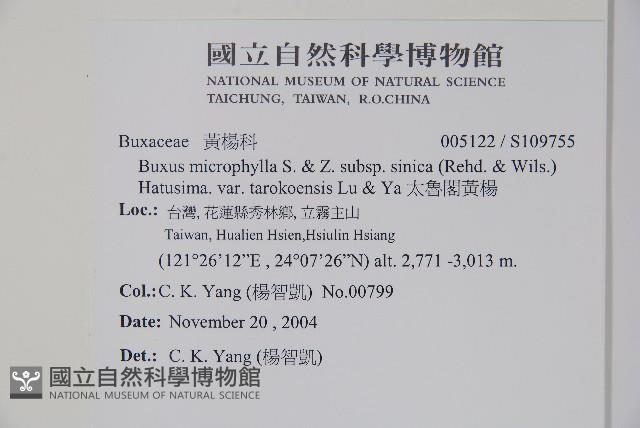 國立自然科學博物館
NATIONAL MUSEUM OF NATURAL SCIENCE
TAICHUNG, TAIWAN, R.O.CHINA
Buxaceae 黃楊科 005122 / S109755
Buxus microphylla S. & Z. subsp. sinica (Rehd. & Wils.)
Hatusima. var. tarokoensis Lu & Ya 太魯閣黃楊
Loc.: 台灣, 花蓮縣秀林鄉, 立霧主山
Taiwan, Hualien Hsien,Hsiulin Hsiang
(121°26'12"E , 24°07'26"N) alt. 2,771 -3,013 m.
Col.:C. K. Yang (楊智凱) No.00799
Date: November 20 , 2004
Det.: C. K. Yang (楊智凱)
國立自然科學博物館
NATIONAL MUSEUM OF NATURAL SCIENCE